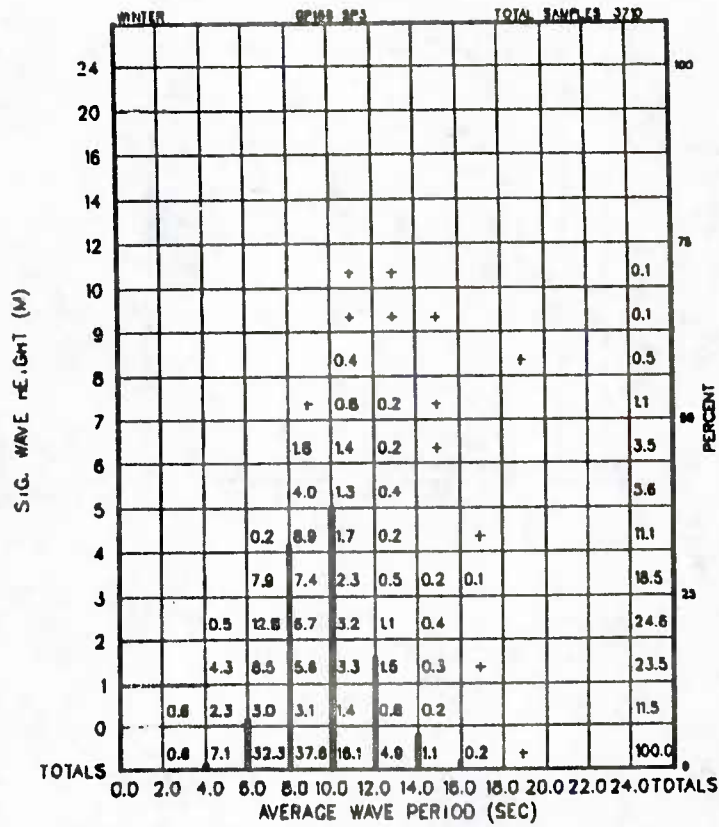 WINTER GP168 SP3 TOTAL SAMPLES 3710
24 100
20
16
14
12 75
+ + 0.1
10
+ + + 0.1
9
0.4 + 0.5
8
+ 0.8 0.2 + 1.1
7 50
1.6 1.4 0.2 + 3.5
6
4.0 1.3 0.4 5.6
5
0.2 8.9 1.7 0.2 + 11.1
4
7.9 7.4 2.3 0.5 0.2 0.1 18.5
3 25
0.5 12.6 6.7 3.2 1.1 0.4 24.6
2
4.3 8.5 5.6 3.3 1.6 0.3 + 23.5
1
0.6 2.3 3.0 3.1 1.4 0.8 0.2 11.5
0
0.6 7.1 32.3 37.6 16.1 4.9 1.1 0.2 + 100.0
TOTALS 0
0.0 2.0 4.0 6.0 8.0 10.0 12.0 14.0 16.0 18.0 20.0 22.0 24.0 TOTALS
AVERAGE WAVE PERIOD (SEC)
SIG. WAVE HEIGHT (M)
PERCENT